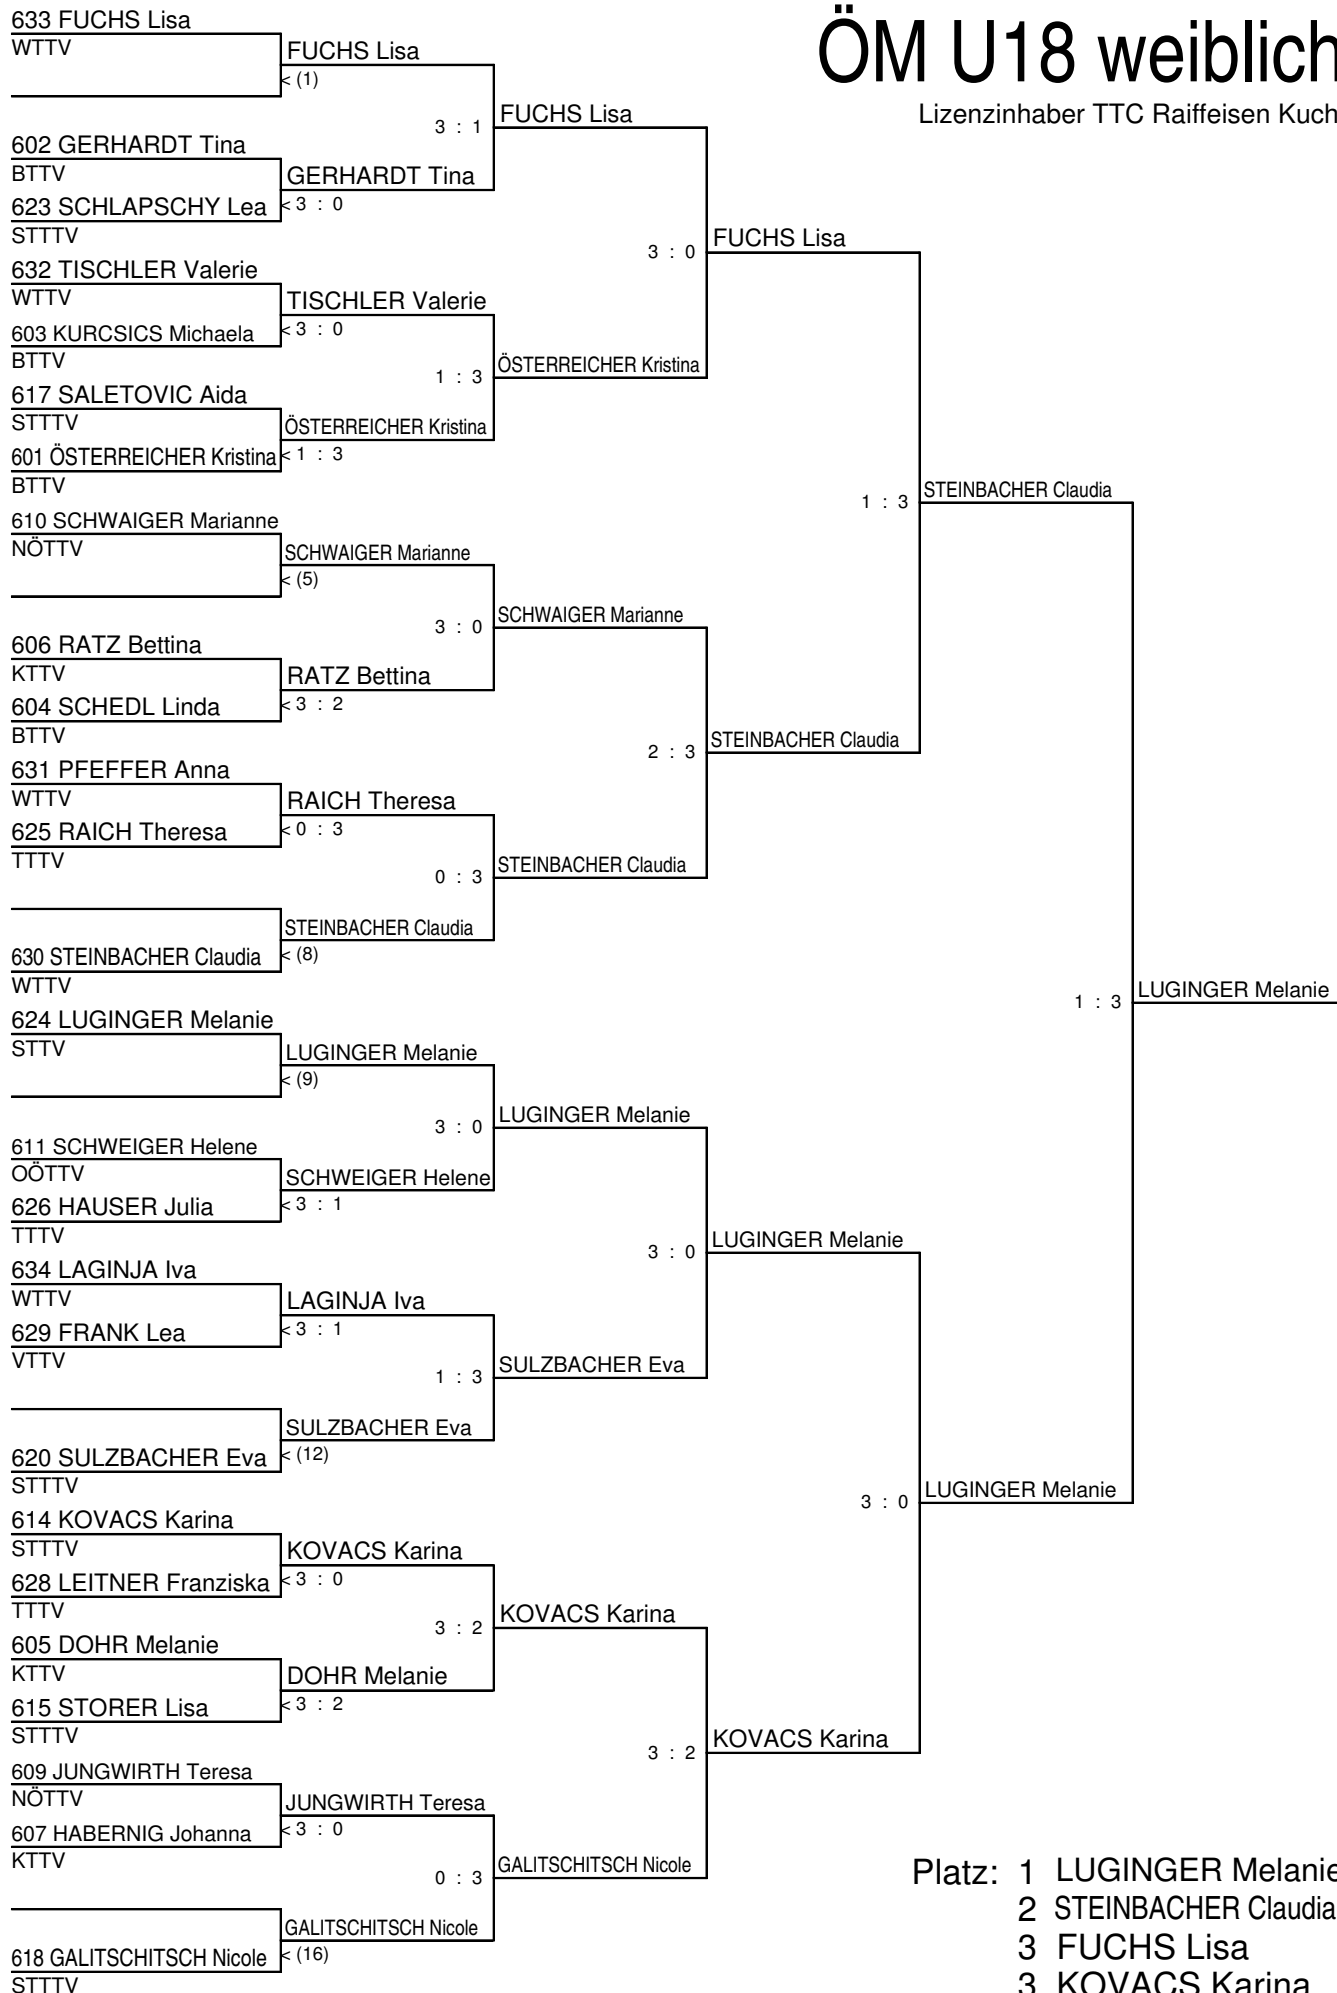 ÖM U18 weiblich
Lizenzinhaber TTC Raiffeisen Kuchl
633 FUCHS Lisa
WTTV
FUCHS Lisa
< (1)
3 : 1
FUCHS Lisa
602 GERHARDT Tina
BTTV
GERHARDT Tina
623 SCHLAPSCHY Lea
< 3 : 0
STTTV
3 : 0
FUCHS Lisa
632 TISCHLER Valerie
WTTV
TISCHLER Valerie
603 KURCSICS Michaela
< 3 : 0
BTTV
1 : 3
ÖSTERREICHER Kristina
617 SALETOVIC Aida
STTTV
ÖSTERREICHER Kristina
601 ÖSTERREICHER Kristina
< 1 : 3
BTTV
1 : 3
STEINBACHER Claudia
610 SCHWAIGER Marianne
NÖTTV
SCHWAIGER Marianne
< (5)
3 : 0
SCHWAIGER Marianne
606 RATZ Bettina
KTTV
RATZ Bettina
604 SCHEDL Linda
< 3 : 2
BTTV
2 : 3
STEINBACHER Claudia
631 PFEFFER Anna
WTTV
RAICH Theresa
625 RAICH Theresa
< 0 : 3
TTTV
0 : 3
STEINBACHER Claudia
STEINBACHER Claudia
630 STEINBACHER Claudia
< (8)
WTTV
1 : 3
LUGINGER Melanie
624 LUGINGER Melanie
STTV
LUGINGER Melanie
< (9)
3 : 0
LUGINGER Melanie
611 SCHWEIGER Helene
OÖTTV
SCHWEIGER Helene
626 HAUSER Julia
< 3 : 1
TTTV
3 : 0
LUGINGER Melanie
634 LAGINJA Iva
WTTV
LAGINJA Iva
629 FRANK Lea
< 3 : 1
VTTV
1 : 3
SULZBACHER Eva
SULZBACHER Eva
620 SULZBACHER Eva
< (12)
STTTV
3 : 0
LUGINGER Melanie
614 KOVACS Karina
STTTV
KOVACS Karina
628 LEITNER Franziska
< 3 : 0
TTTV
3 : 2
KOVACS Karina
605 DOHR Melanie
KTTV
DOHR Melanie
615 STORER Lisa
< 3 : 2
STTTV
3 : 2
KOVACS Karina
609 JUNGWIRTH Teresa
NÖTTV
JUNGWIRTH Teresa
607 HABERNIG Johanna
< 3 : 0
KTTV
0 : 3
GALITSCHITSCH Nicole
GALITSCHITSCH Nicole
618 GALITSCHITSCH Nicole
< (16)
STTTV
Platz: 1 LUGINGER Melanie
2 STEINBACHER Claudia
3 FUCHS Lisa
3 KOVACS Karina